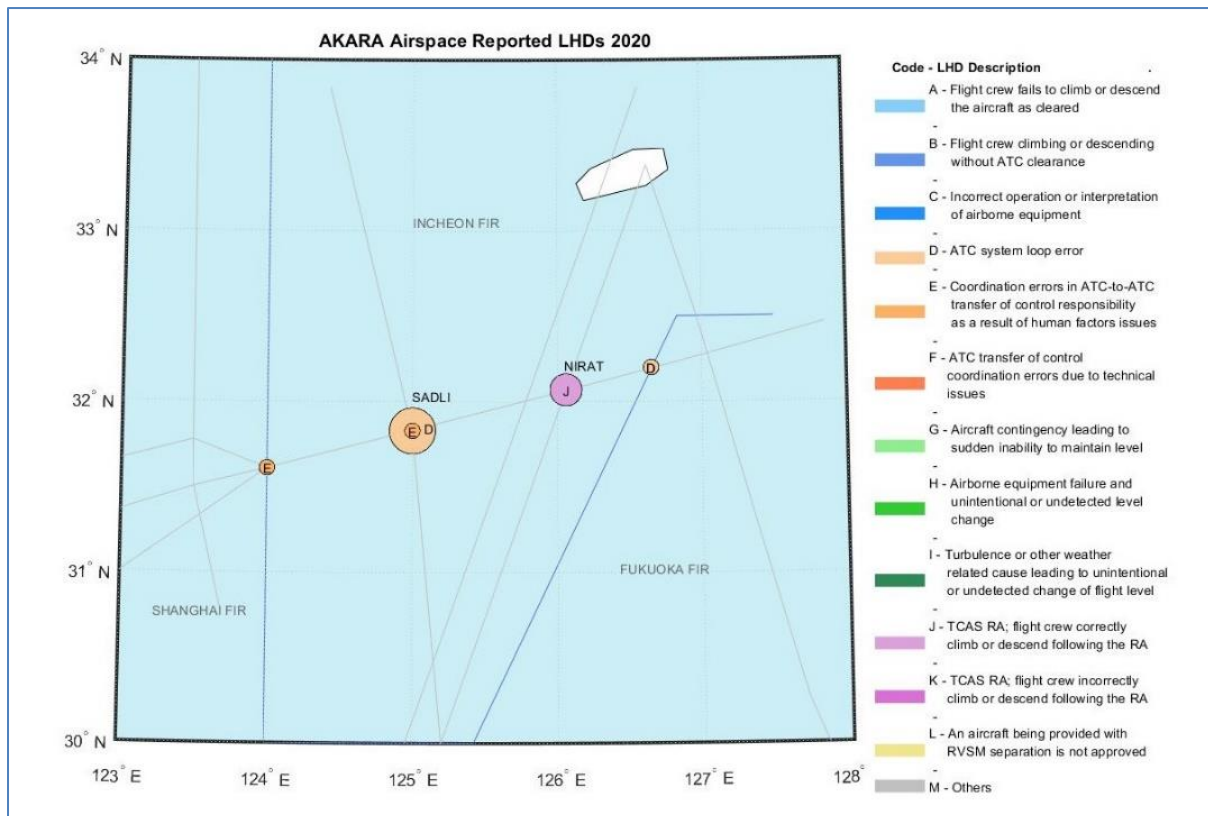 AKARA Airspace Reported LHDs 2020
34° N
33° N
32° N
31° N
30° N
123° E
124° E
125° E
126° E
127° E
128°
INCHEON FIR
NIRAT
J
D
SADLI
E D
E
FUKUOKA FIR
SHANGHAI FIR
Code - LHD Description .
A - Flight crew fails to climb or descend
the aircraft as cleared
-
B - Flight crew climbing or descending
without ATC clearance
-
C - Incorrect operation or interpretation
of airborne equipment
-
D - ATC system loop error
-
E - Coordination errors in ATC-to-ATC
transfer of control responsibility
as a result of human factors issues
-
F - ATC transfer of control
coordination errors due to technical
issues
-
G - Aircraft contingency leading to
sudden inability to maintain level
-
H - Airborne equipment failure and
unintentional or undetected level
change
-
I - Turbulence or other weather
related cause leading to unintentional
or undetected change of flight level
-
J - TCAS RA; flight crew correctly
climb or descend following the RA
-
K - TCAS RA; flight crew incorrectly
climb or descend following the RA
-
L - An aircraft being provided with
RVSM separation is not approved
-
M - Others